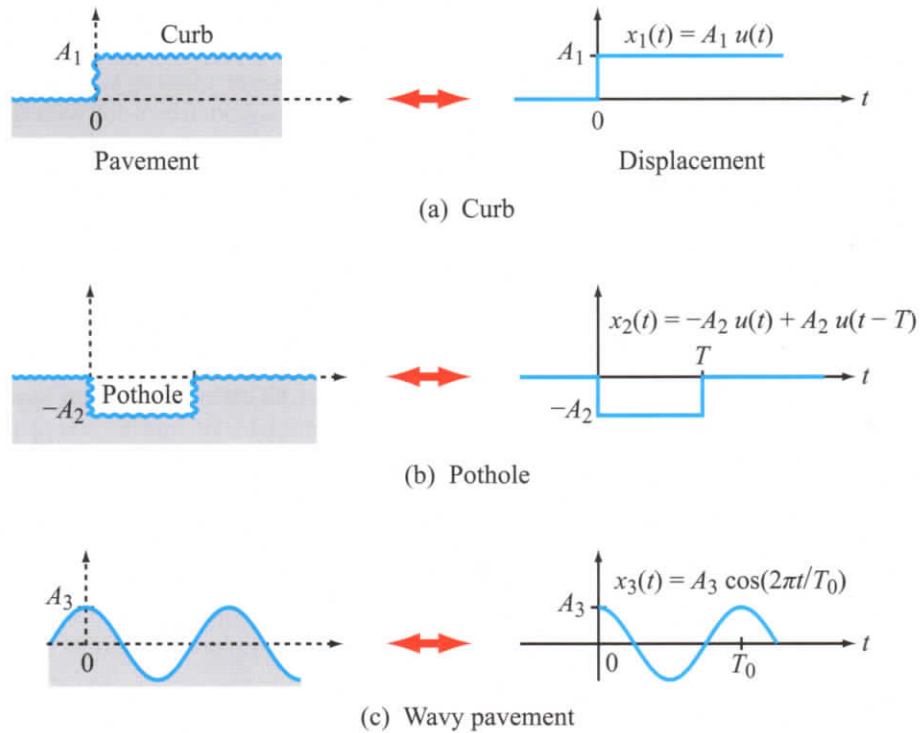 Curb
A₁
0
Pavement
x₁(t) = A₁ u(t)
A₁
t
0
Displacement
(a) Curb
Pothole
−A₂
x₂(t) = −A₂ u(t) + A₂ u(t − T)
T
t
−A₂
(b) Pothole
A₃
0
x₃(t) = A₃ cos(2πt/T₀)
A₃
t
0
T₀
(c) Wavy pavement